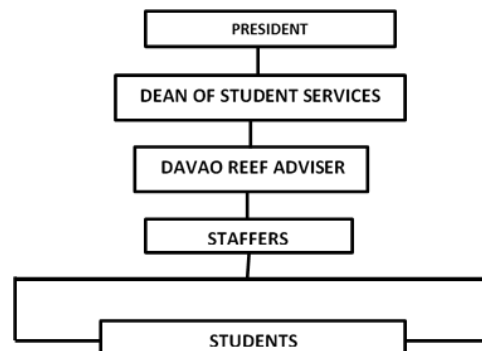 PRESIDENT
DEAN OF STUDENT SERVICES
DAVAO REEF ADVISER
STAFFERS
STUDENTS